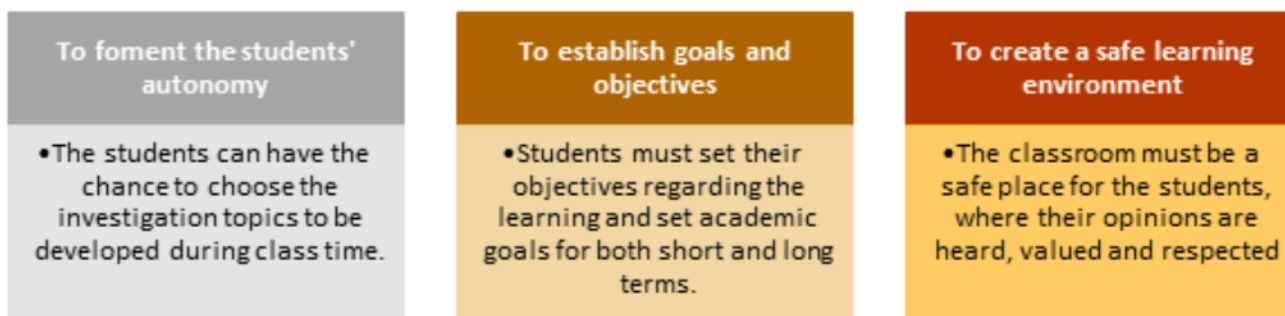 To foment the students'
autonomy
•The students can have the
chance to choose the
investigation topics to be
developed during class time.
To establish goals and
objectives
•Students must set their
objectives regarding the
learning and set academic
goals for both short and long
terms.
To create a safe learning
environment
•The classroom must be a
safe place for the students,
where their opinions are
heard, valued and respected